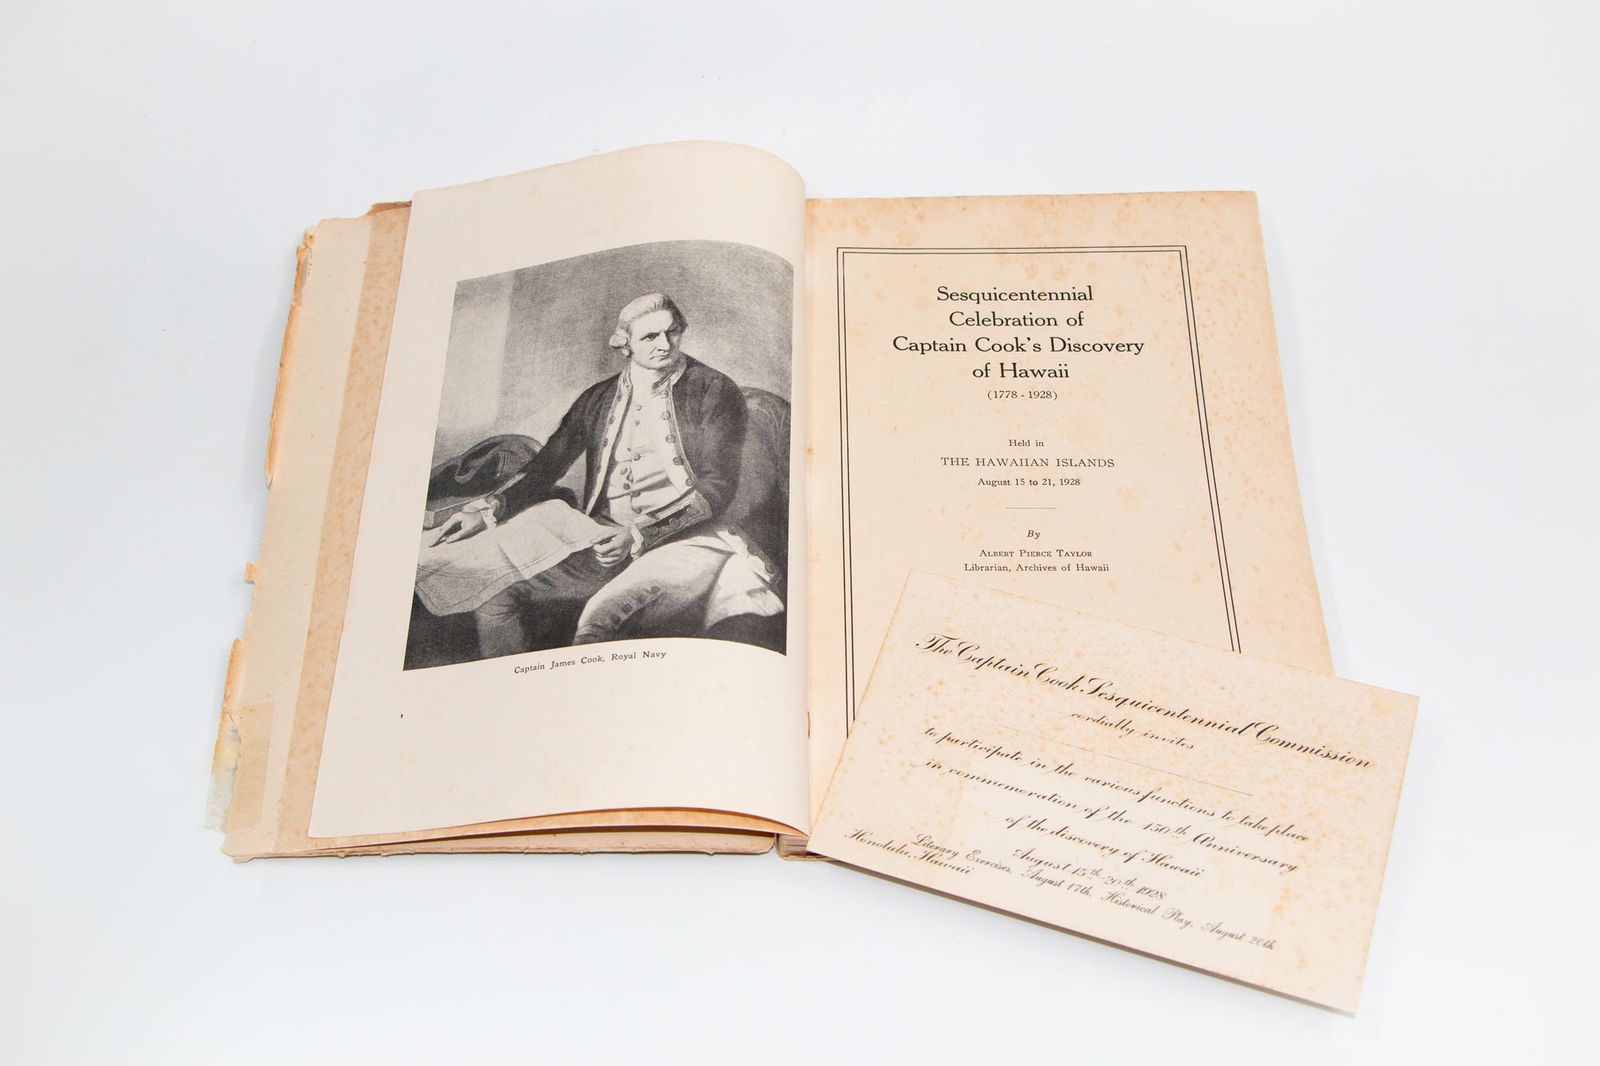 Captain James Cook, Royal Navy
Sesquicentennial
Celebration of
Captain Cook's Discovery
of Hawaii
(1778 - 1928)
Held in
THE HAWAIIAN ISLANDS
August 15 to 21, 1928
By
ALBERT PIERCE TAYLOR
Librarian, Archives of Hawaii
The Captain Cook Sesquicentennial Commission
cordially invites
to participate in the various functions to take place
in commemoration of the 150th Anniversary
of the discovery of Hawaii
August 15th-20th 1928
Literary Exercises, August 17th. Historical Play, August 20th
Honolulu, Hawaii